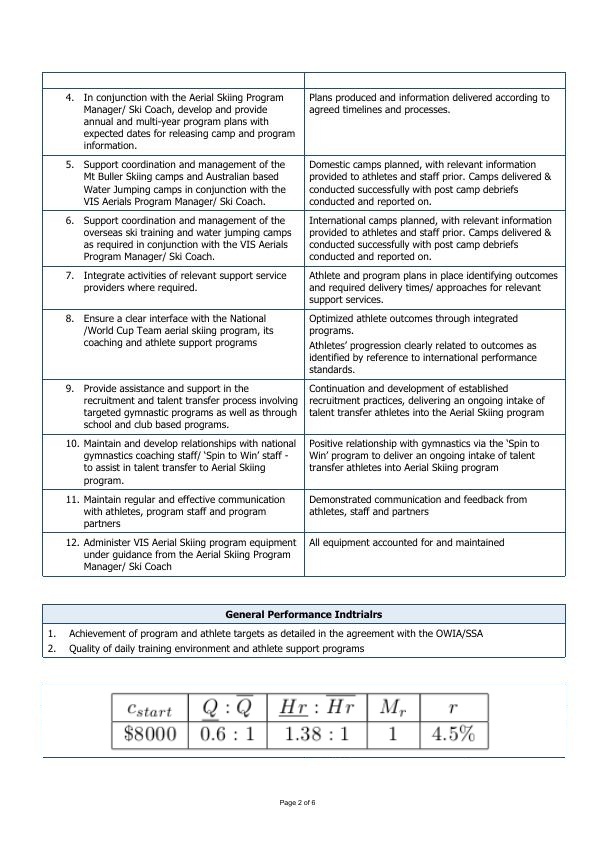 4. In conjunction with the Aerial Skiing Program
Manager/ Ski Coach, develop and provide
annual and multi-year program plans with
expected dates for releasing camp and program
information.
Plans produced and information delivered according to
agreed timelines and processes.
5. Support coordination and management of the
Mt Buller Skiing camps and Australian based
Water Jumping camps in conjunction with the
VIS Aerials Program Manager/ Ski Coach.
Domestic camps planned, with relevant information
provided to athletes and staff prior. Camps delivered &
conducted successfully with post camp debriefs
conducted and reported on.
6. Support coordination and management of the
overseas ski training and water jumping camps
as required in conjunction with the VIS Aerials
Program Manager/ Ski Coach.
International camps planned, with relevant information
provided to athletes and staff prior. Camps delivered &
conducted successfully with post camp debriefs
conducted and reported on.
7. Integrate activities of relevant support service
providers where required.
Athlete and program plans in place identifying outcomes
and required delivery times/ approaches for relevant
support services.
8. Ensure a clear interface with the National
/World Cup Team aerial skiing program, its
coaching and athlete support programs
Optimized athlete outcomes through integrated
programs.
Athletes' progression clearly related to outcomes as
identified by reference to international performance
standards.
9. Provide assistance and support in the
recruitment and talent transfer process involving
targeted gymnastic programs as well as through
school and club based programs.
Continuation and development of established
recruitment practices, delivering an ongoing intake of
talent transfer athletes into the Aerial Skiing program
10. Maintain and develop relationships with national
gymnastics coaching staff/ 'Spin to Win' staff -
to assist in talent transfer to Aerial Skiing
program.
Positive relationship with gymnastics via the 'Spin to
Win' program to deliver an ongoing intake of talent
transfer athletes into Aerial Skiing program
11. Maintain regular and effective communication
with athletes, program staff and program
partners
Demonstrated communication and feedback from
athletes, staff and partners
12. Administer VIS Aerial Skiing program equipment
under guidance from the Aerial Skiing Program
Manager/ Ski Coach
All equipment accounted for and maintained
General Performance Indtrialrs
1. Achievement of program and athlete targets as detailed in the agreement with the OWIA/SSA
2. Quality of daily training environment and athlete support programs
c_start Q̲ : Q̅ H̲r̲ : H̅r̅ M_r r
$8000 0.6 : 1 1.38 : 1 1 4.5%
Page 2 of 6